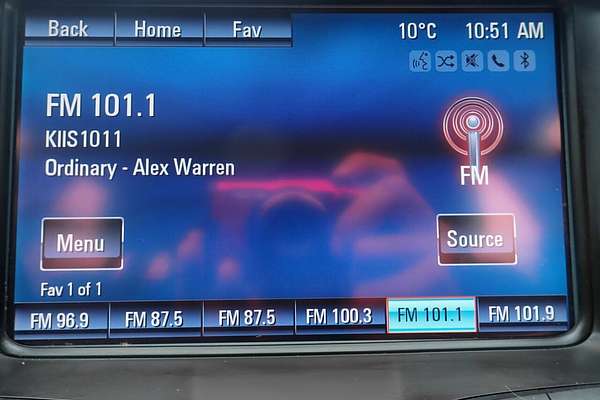 Back Home Fav 10°C 10:51 AM
FM 101.1
KIIS1011
Ordinary - Alex Warren
FM
Menu Source
Fav 1 of 1
FM 96.9 FM 87.5 FM 87.5 FM 100.3 FM 101.1 FM 101.9